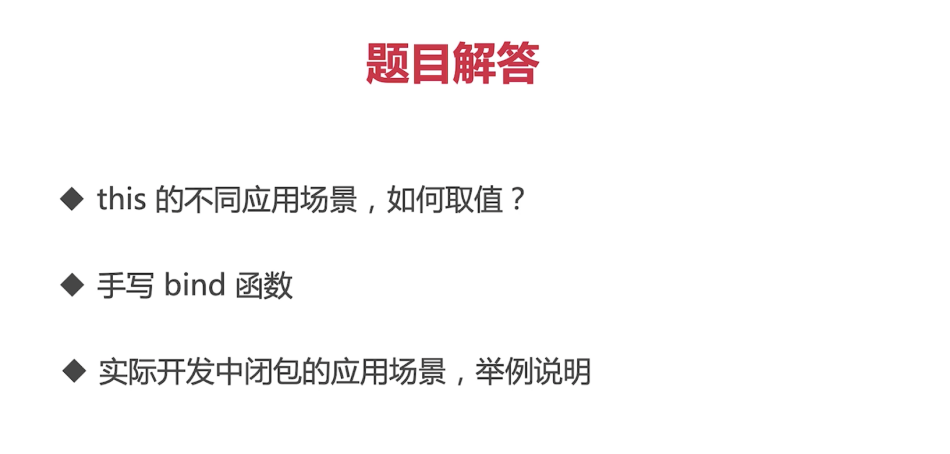 题目解答
◆ this 的不同应用场景，如何取值？
◆ 手写 bind 函数
◆ 实际开发中闭包的应用场景，举例说明